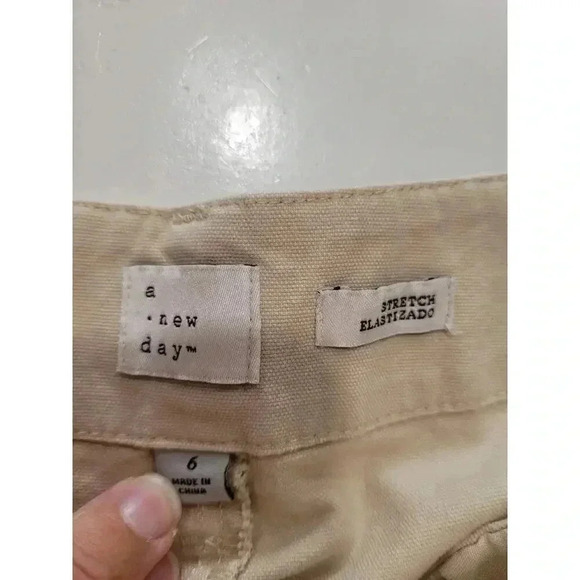 a
·new
day™
STRETCH
ELASTIZADO
6
MADE IN
CHINA